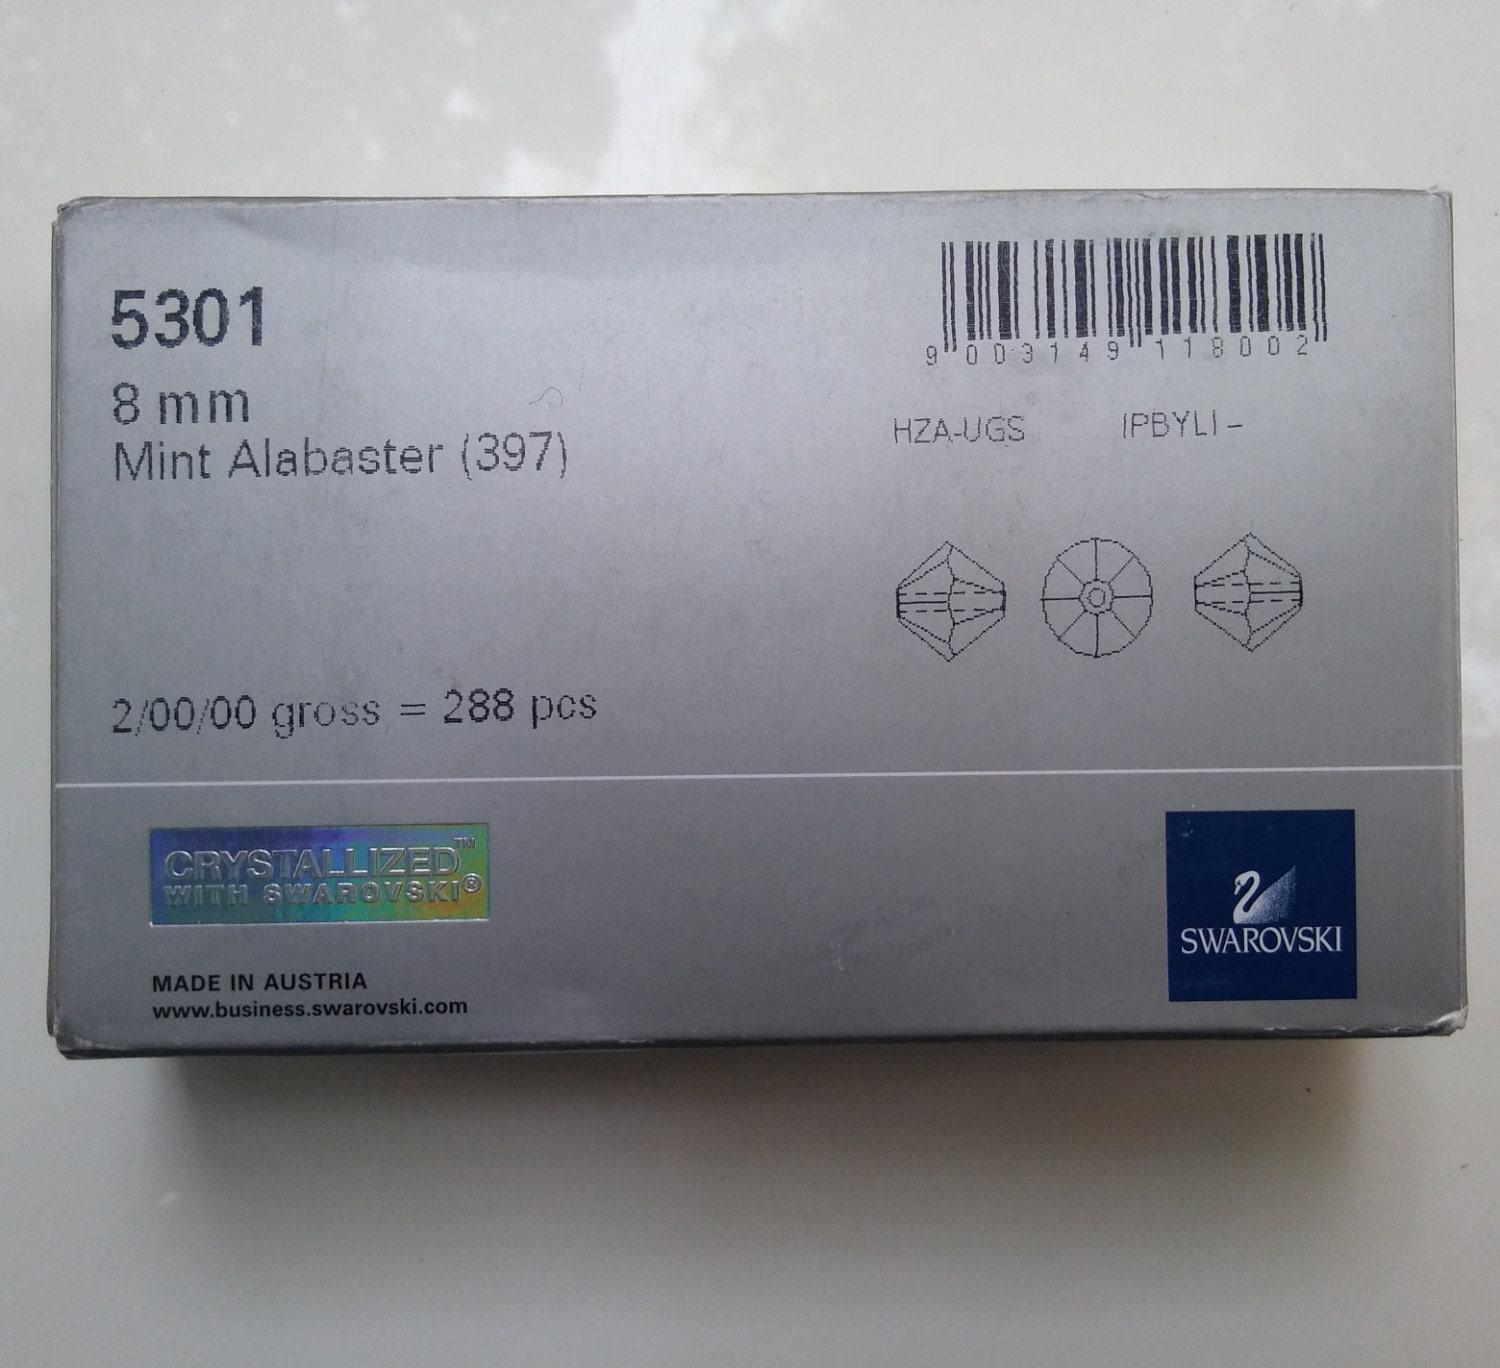 5301
8 mm
Mint Alabaster (397)
9 003149 118002
HZA-UGS IPBYLI-
2/00/00 gross = 288 pcs
CRYSTALLIZED™
WITH SWAROVSKI®
MADE IN AUSTRIA
www.business.swarovski.com
SWAROVSKI